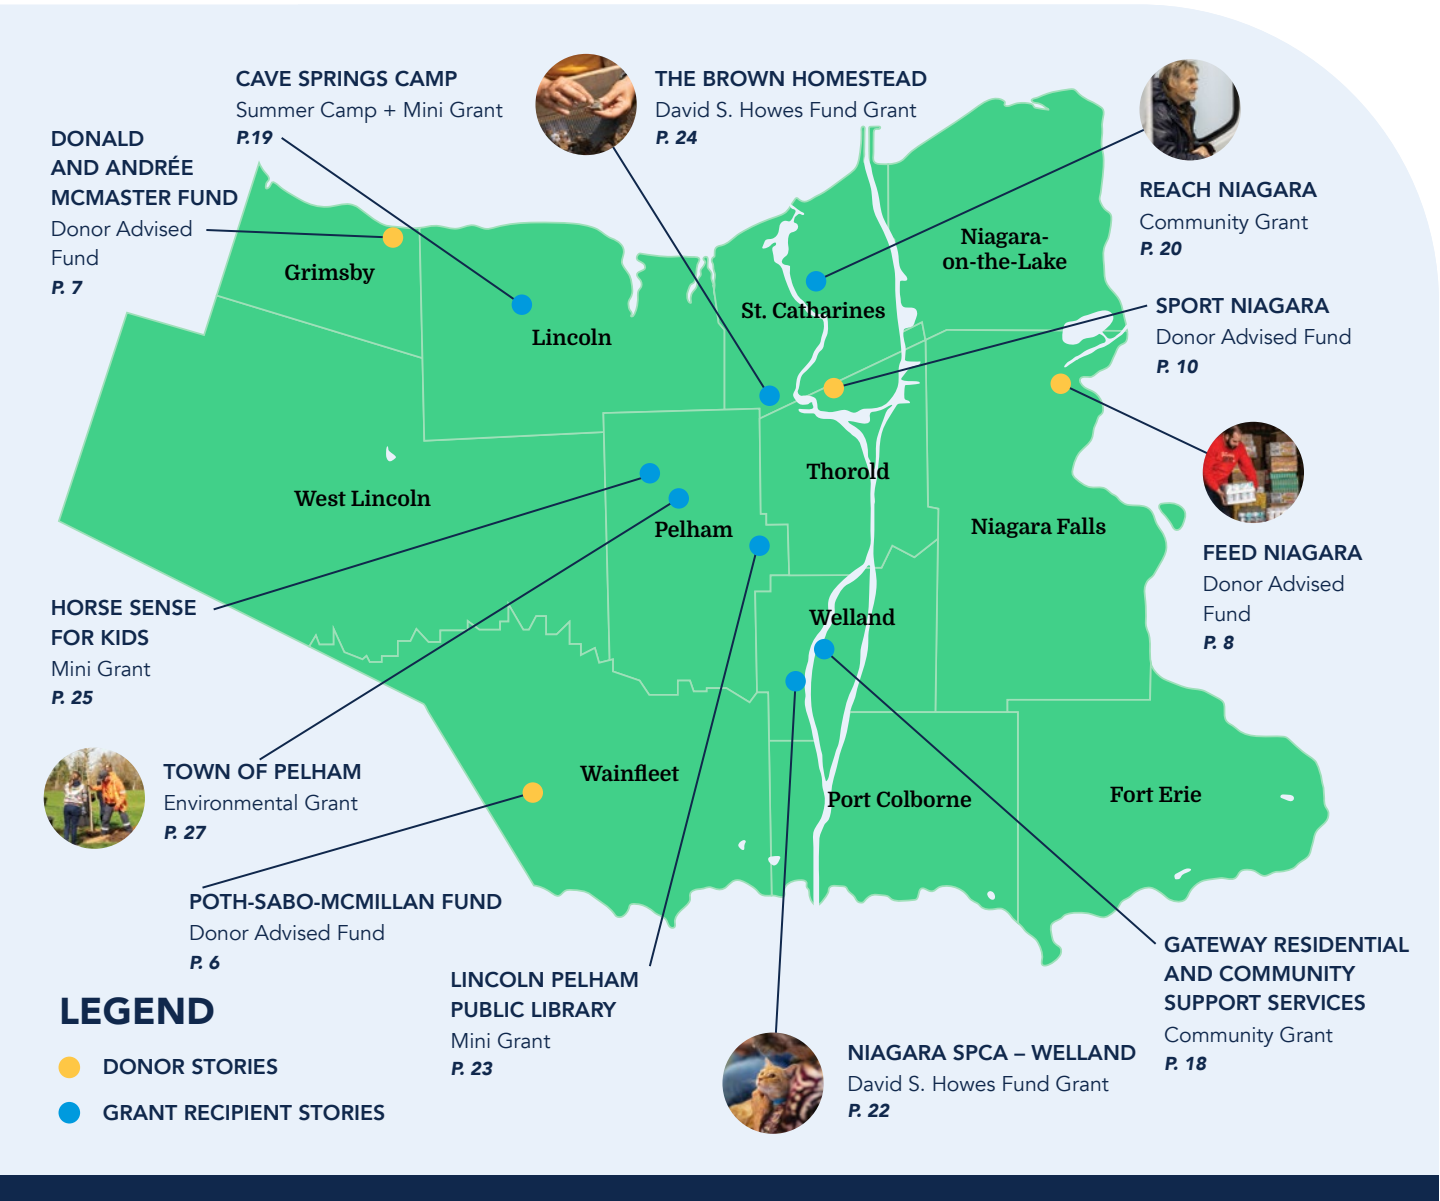 CAVE SPRINGS CAMP
Summer Camp + Mini Grant
P.19
THE BROWN HOMESTEAD
David S. Howes Fund Grant
P. 24
DONALD
AND ANDRÉE
MCMASTER FUND
Donor Advised
Fund
P. 7
REACH NIAGARA
Community Grant
P. 20
SPORT NIAGARA
Donor Advised Fund
P. 10
Grimsby
Lincoln
St. Catharines
Niagara-
on-the-Lake
West Lincoln
Pelham
Thorold
Niagara Falls
Welland
Wainfleet
Port Colborne
Fort Erie
FEED NIAGARA
Donor Advised
Fund
P. 8
HORSE SENSE
FOR KIDS
Mini Grant
P. 25
TOWN OF PELHAM
Environmental Grant
P. 27
POTH-SABO-MCMILLAN FUND
Donor Advised Fund
P. 6
LINCOLN PELHAM
PUBLIC LIBRARY
Mini Grant
P. 23
NIAGARA SPCA – WELLAND
David S. Howes Fund Grant
P. 22
GATEWAY RESIDENTIAL
AND COMMUNITY
SUPPORT SERVICES
Community Grant
P. 18
LEGEND
DONOR STORIES
GRANT RECIPIENT STORIES